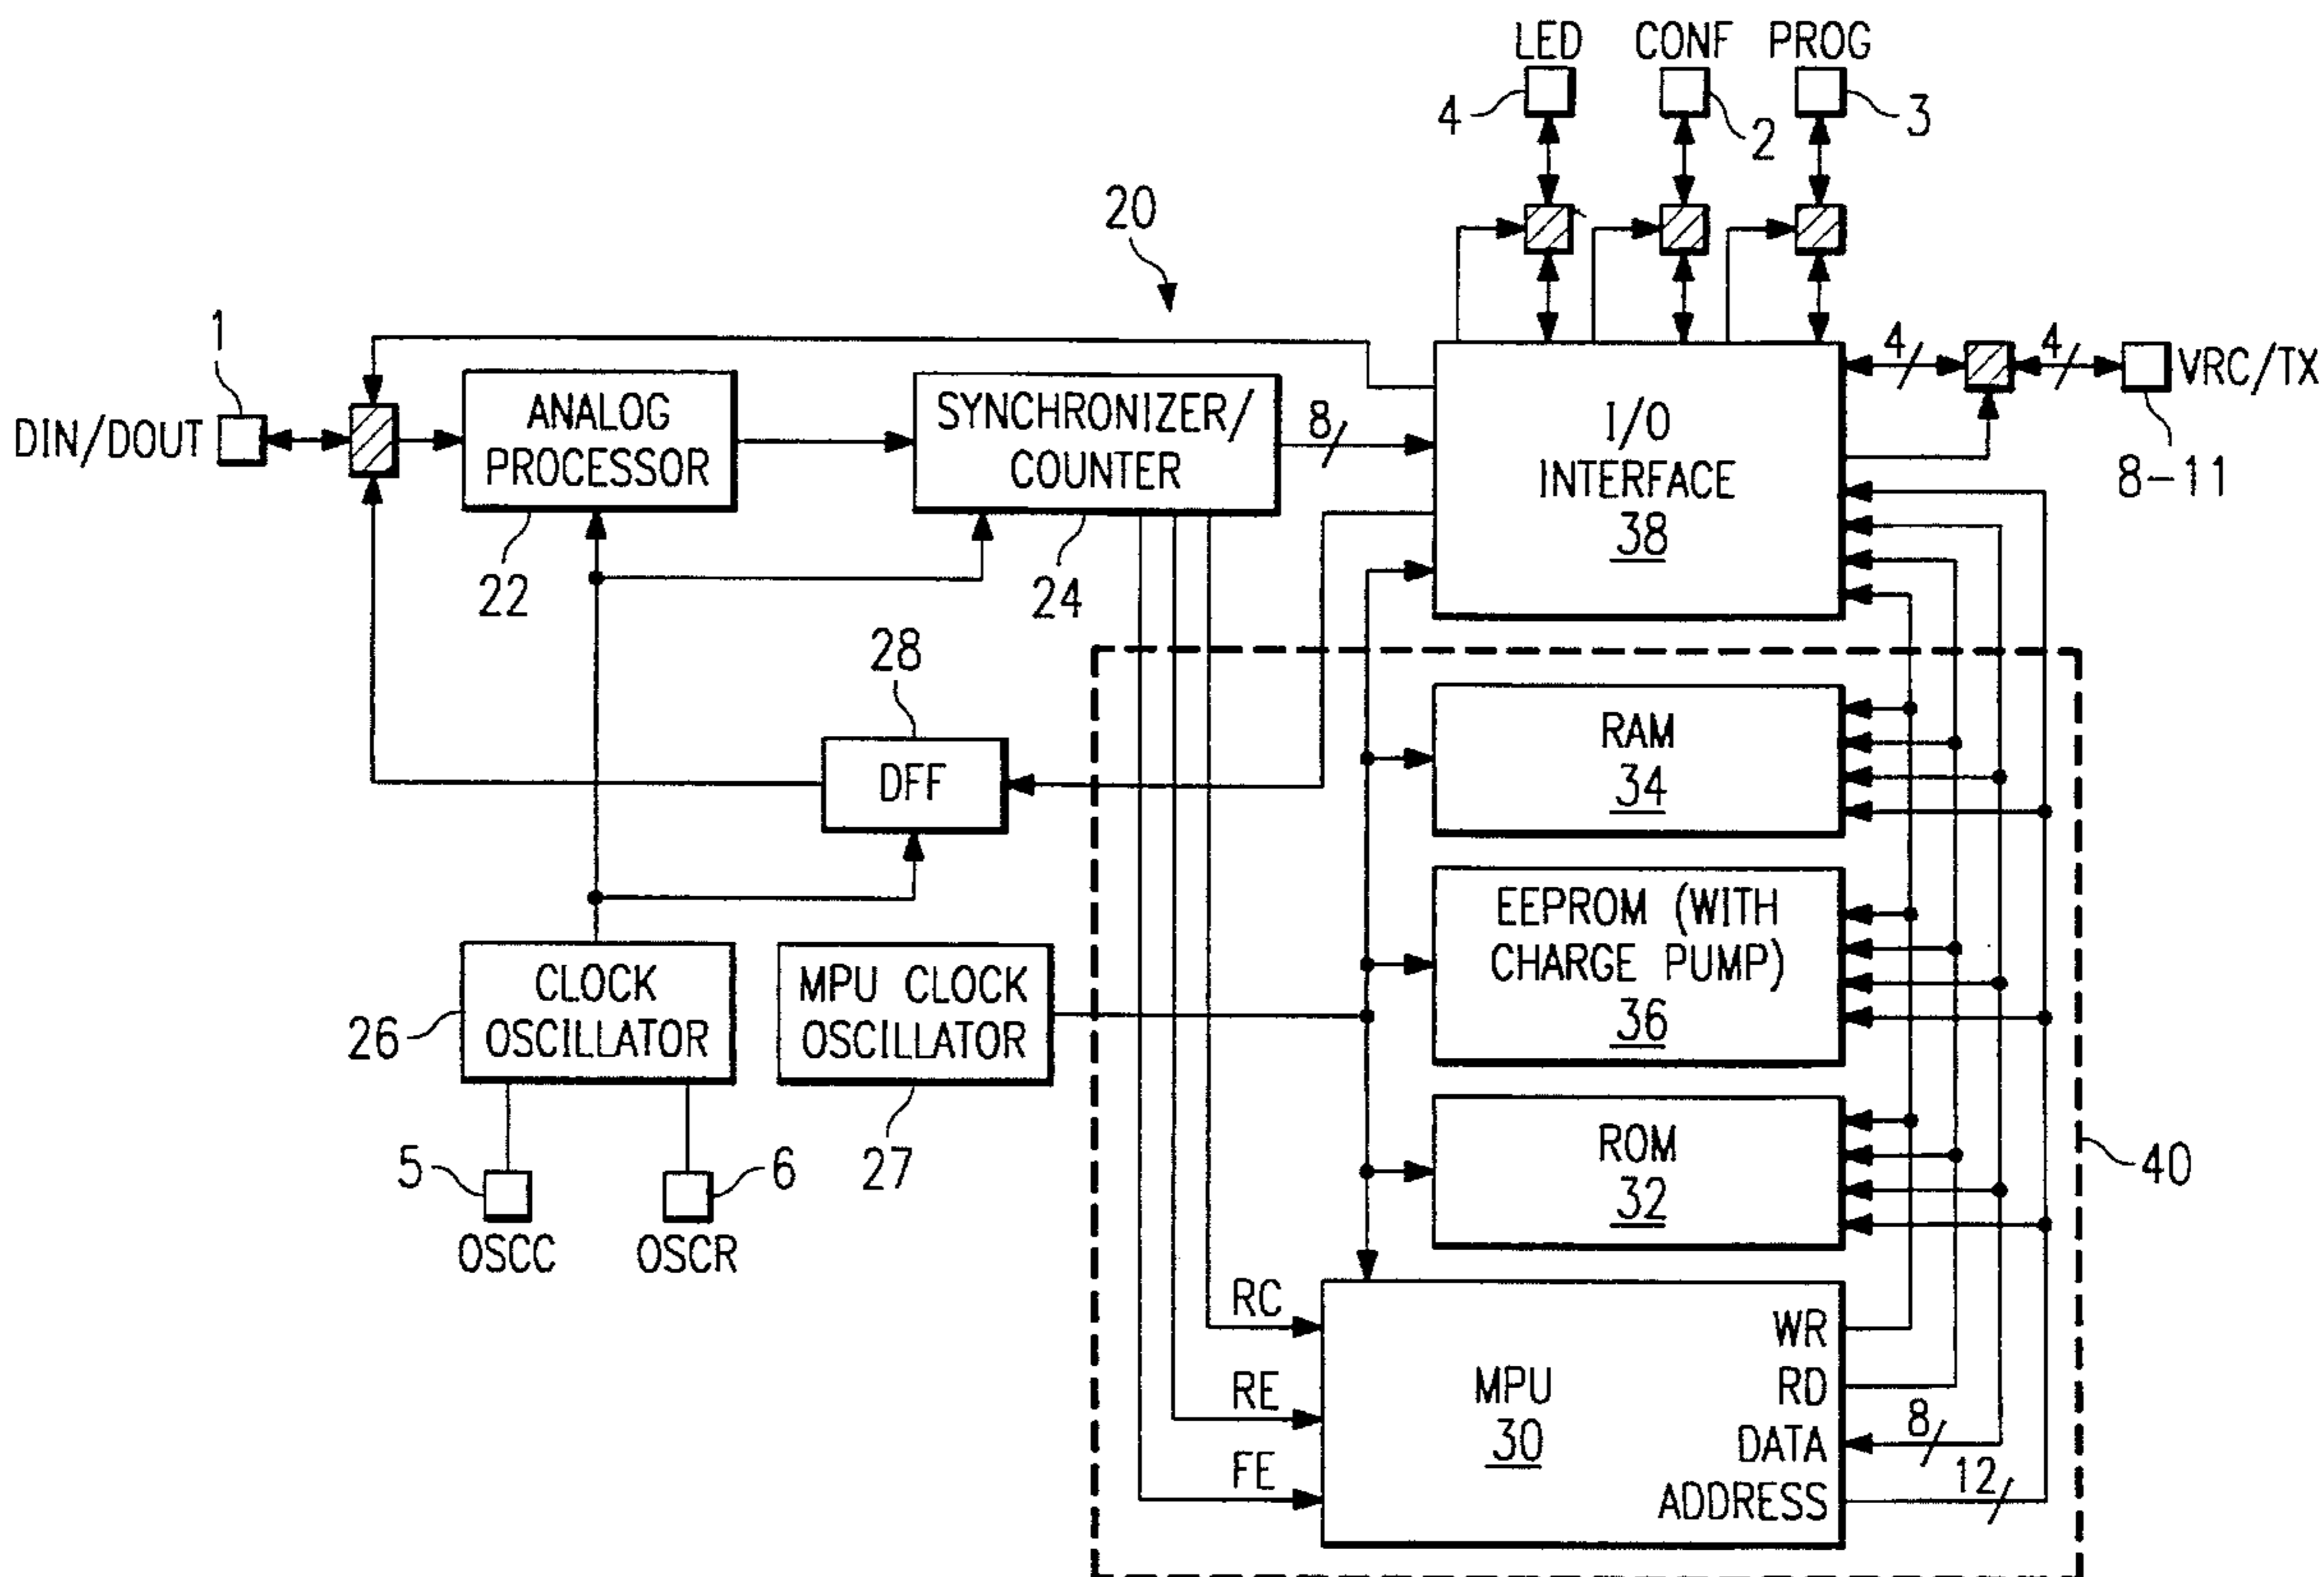 LED CONF PROG
4 2 3
20
1
DIN/DOUT
ANALOG
PROCESSOR
22
SYNCHRONIZER/
COUNTER
24
8
I/O
INTERFACE
38
4 4
VRC/TX
8-11
28
DFF
RAM
34
CLOCK
OSCILLATOR
26
MPU CLOCK
OSCILLATOR
27
EEPROM (WITH
CHARGE PUMP)
36
5
OSCC
6
OSCR
ROM
32
40
RC
RE
FE
MPU
30
WR
RD
DATA
8
ADDRESS
12